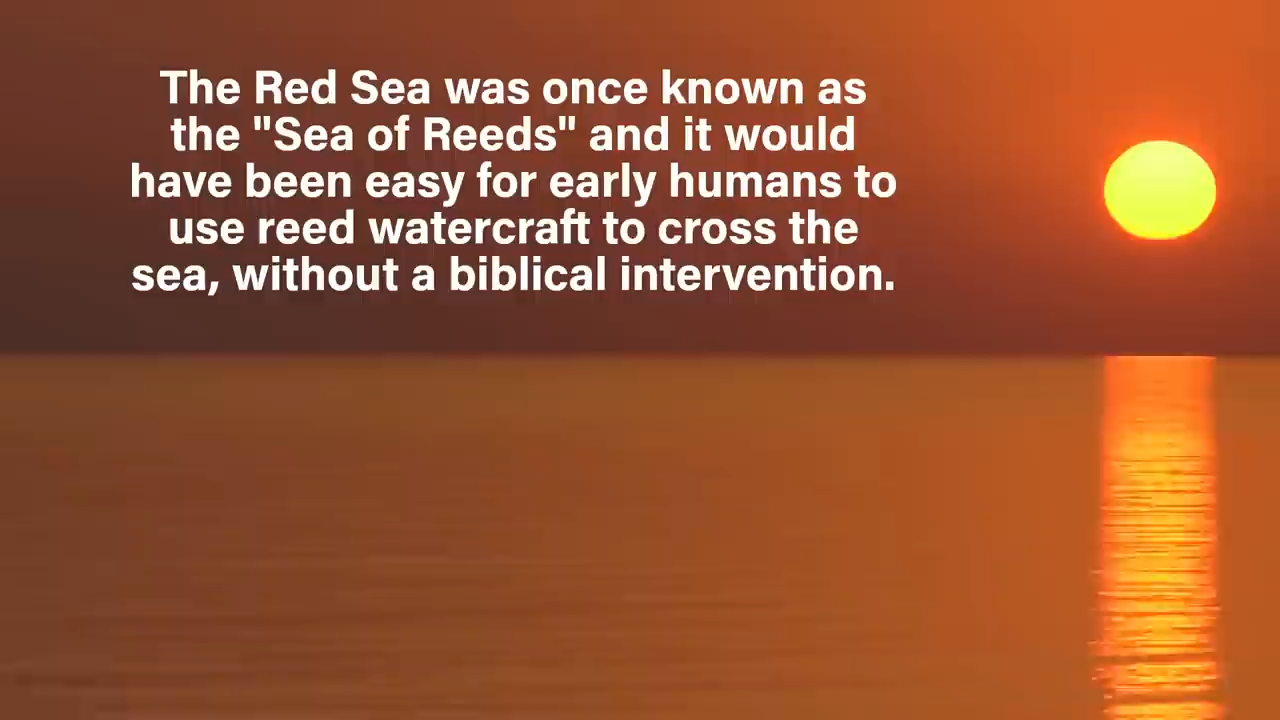 The Red Sea was once known as
the "Sea of Reeds" and it would
have been easy for early humans to
use reed watercraft to cross the
sea, without a biblical intervention.